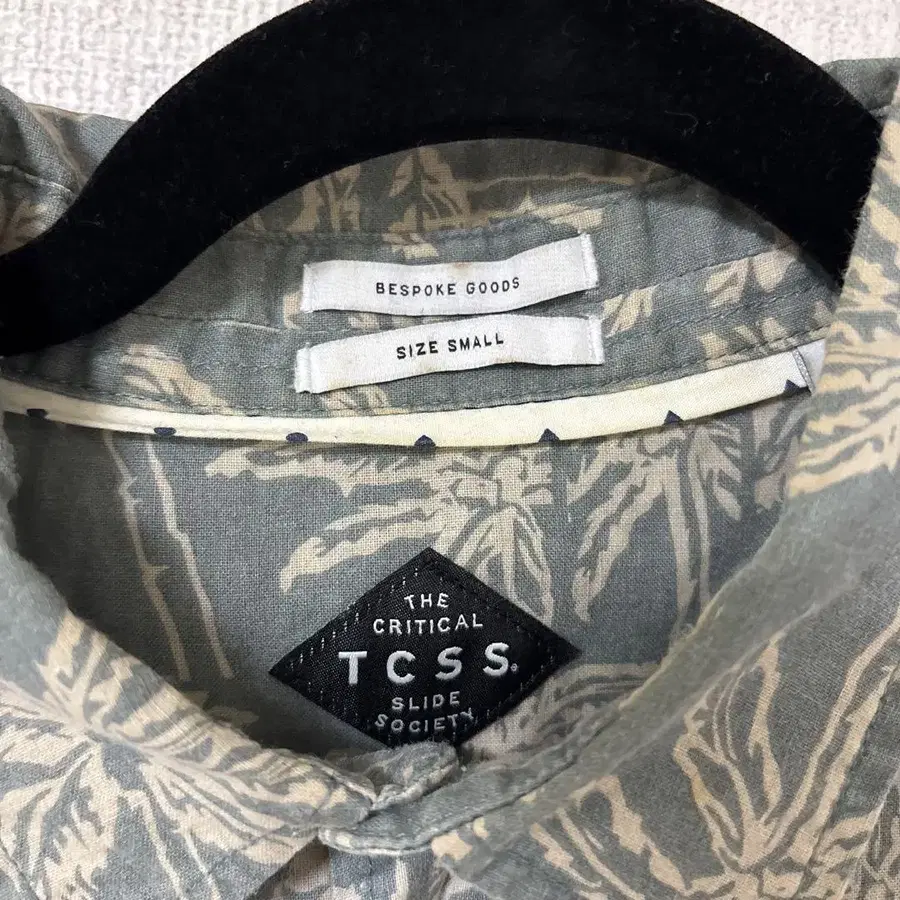 BESPOKE GOODS
SIZE SMALL
THE
CRITICAL
TCSS®
SLIDE
SOCIETY